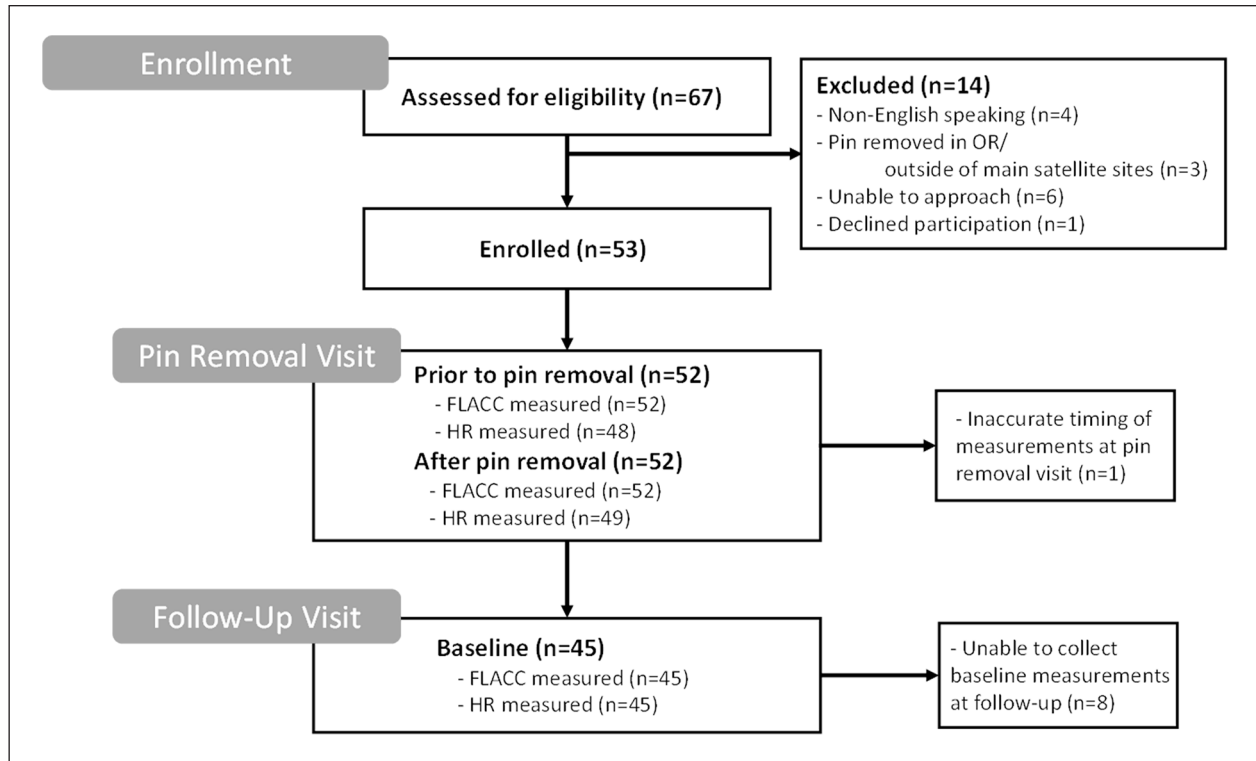 Enrollment
Assessed for eligibility (n=67)
Excluded (n=14)
- Non-English speaking (n=4)
- Pin removed in OR/
outside of main satellite sites (n=3)
- Unable to approach (n=6)
- Declined participation (n=1)
Enrolled (n=53)
Pin Removal Visit
Prior to pin removal (n=52)
- FLACC measured (n=52)
- HR measured (n=48)
After pin removal (n=52)
- FLACC measured (n=52)
- HR measured (n=49)
- Inaccurate timing of
measurements at pin
removal visit (n=1)
Follow-Up Visit
Baseline (n=45)
- FLACC measured (n=45)
- HR measured (n=45)
- Unable to collect
baseline measurements
at follow-up (n=8)